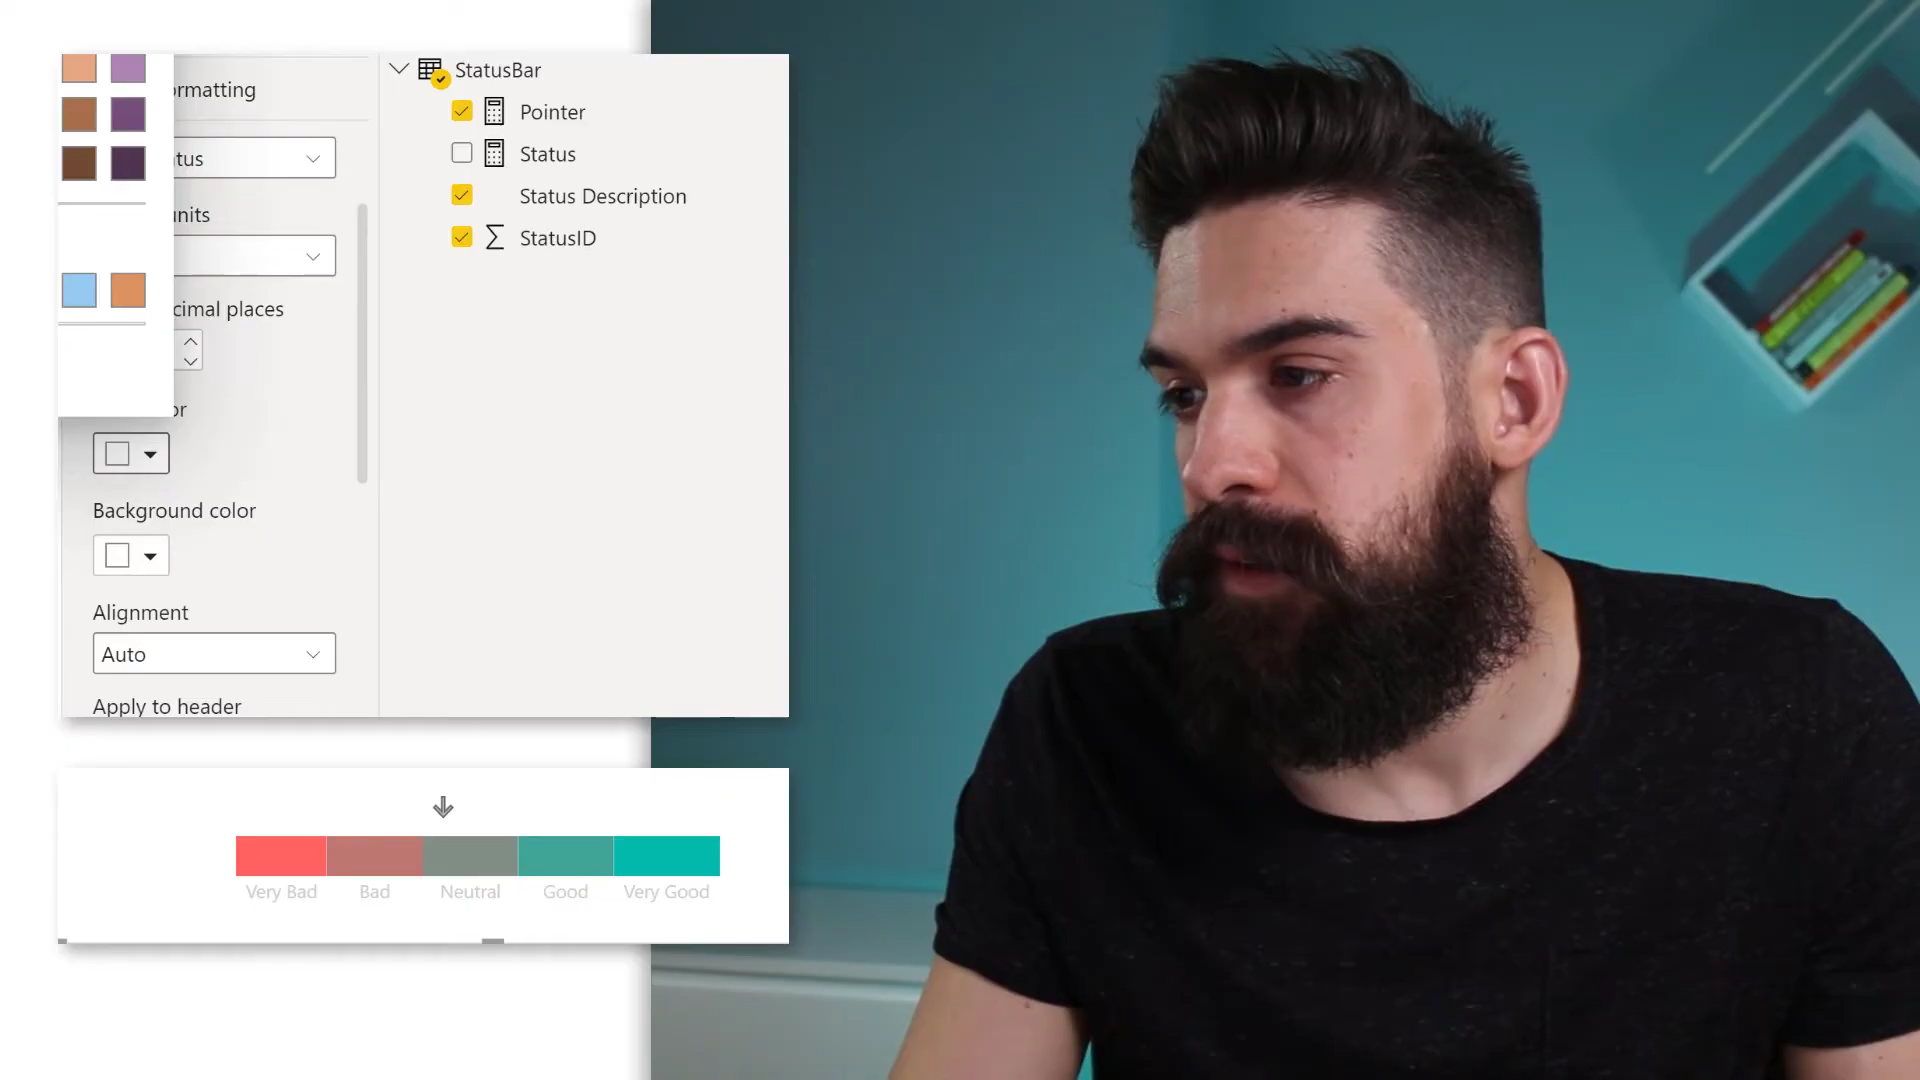 StatusBar
rmatting
Pointer
tus
Status
Status Description
units
StatusID
cimal places
or
Background color
Alignment
Auto
Apply to header
Very Bad
Bad
Neutral
Good
Very Good